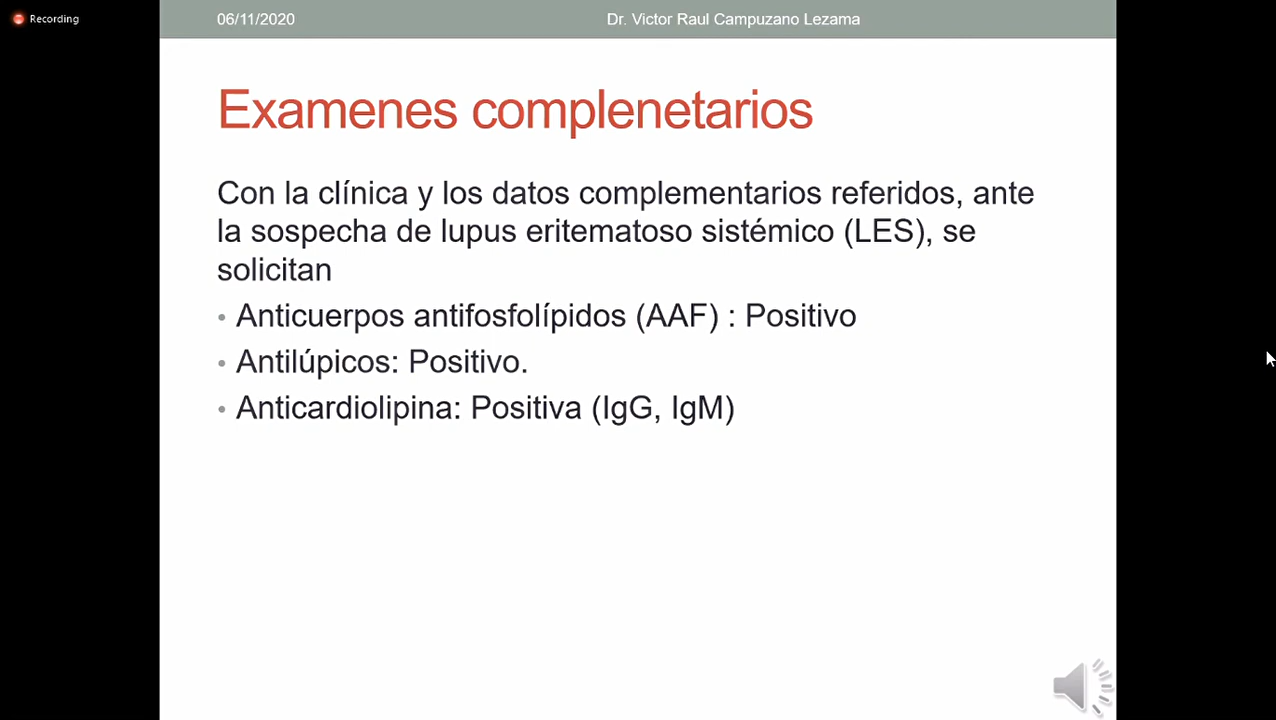 Recording
06/11/2020
Dr. Victor Raul Campuzano Lezama
Examenes complenetarios
Con la clínica y los datos complementarios referidos, ante
la sospecha de lupus eritematoso sistémico (LES), se
solicitan
• Anticuerpos antifosfolípidos (AAF) : Positivo
• Antilúpicos: Positivo.
• Anticardiolipina: Positiva (IgG, IgM)